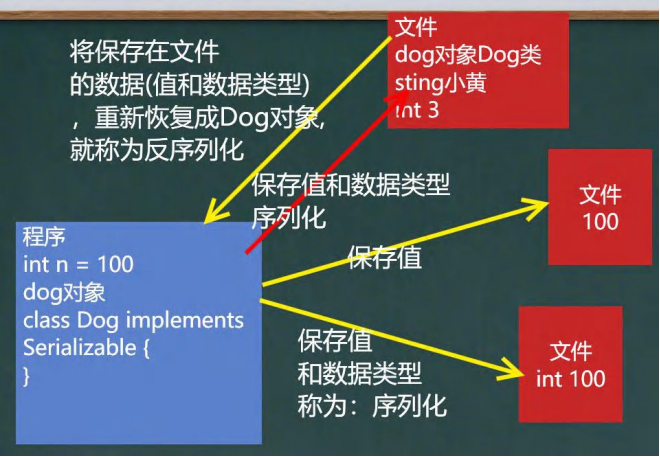 将保存在文件
的数据(值和数据类型)
，重新恢复成Dog对象,
就称为反序列化
文件
dog对象Dog类
sting小黄
int 3
保存值和数据类型
序列化
文件
100
程序
int n = 100
dog对象
class Dog implements
Serializable {
}
保存值
保存值
和数据类型
称为：序列化
文件
int 100